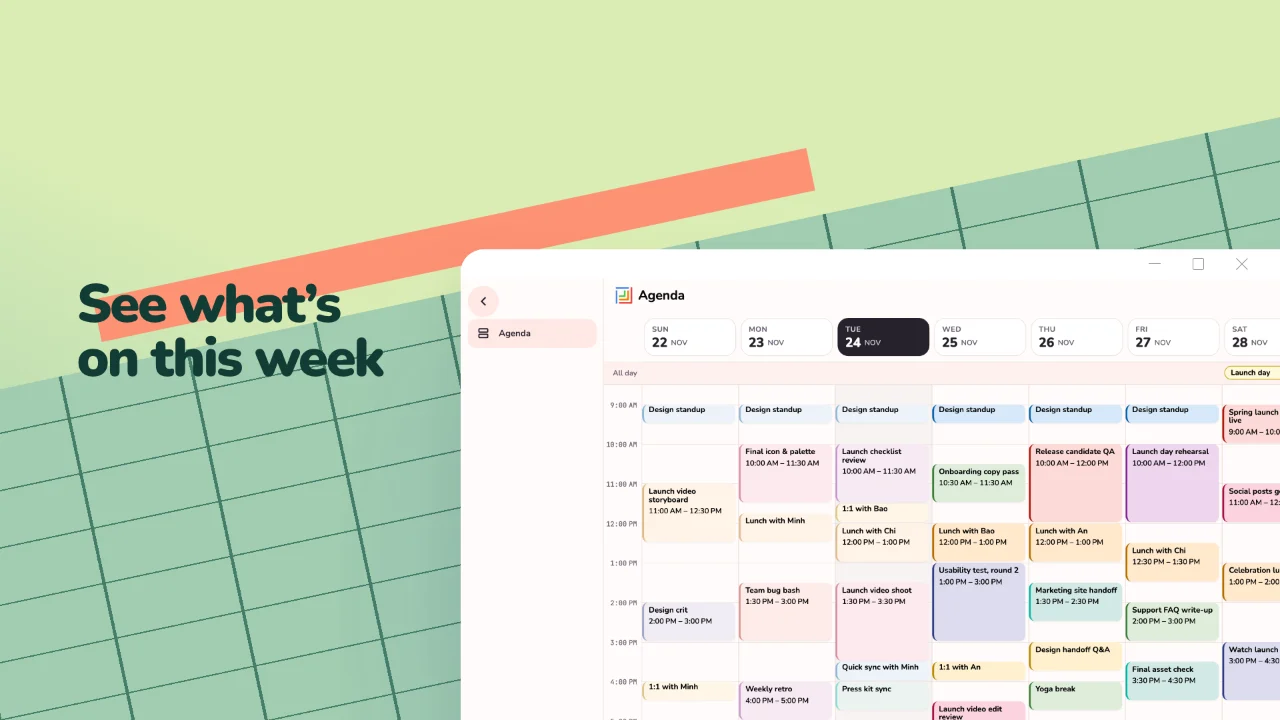 See what's
on this week
Agenda
Agenda
SUN
22 NOV
MON
23 NOV
TUE
24 NOV
WED
25 NOV
THU
26 NOV
FRI
27 NOV
SAT
28 NOV
All day
Launch day
9:00 AM
10:00 AM
11:00 AM
12:00 PM
1:00 PM
2:00 PM
3:00 PM
4:00 PM
Design standup
Launch video
storyboard
11:00 AM – 12:30 PM
Design crit
2:00 PM – 3:00 PM
1:1 with Minh
Design standup
Final icon & palette
10:00 AM – 11:30 AM
Lunch with Minh
Team bug bash
1:30 PM – 3:00 PM
Weekly retro
4:00 PM – 5:00 PM
Design standup
Launch checklist
review
10:00 AM – 11:30 AM
1:1 with Bao
Lunch with Chi
12:00 PM – 1:00 PM
Launch video shoot
1:30 PM – 3:30 PM
Quick sync with Minh
Press kit sync
Design standup
Onboarding copy pass
10:30 AM – 11:30 AM
Lunch with Bao
12:00 PM – 1:00 PM
Usability test, round 2
1:00 PM – 3:00 PM
1:1 with An
Launch video edit
review
Design standup
Release candidate QA
10:00 AM – 12:00 PM
Lunch with An
12:00 PM – 1:00 PM
Marketing site handoff
1:30 PM – 2:30 PM
Design handoff Q&A
Yoga break
Design standup
Launch day rehearsal
10:00 AM – 12:00 PM
Lunch with Chi
12:30 PM – 1:30 PM
Support FAQ write-up
2:00 PM – 3:00 PM
Final asset check
3:30 PM – 4:30 PM
Spring launch
live
9:00 AM – 10:0
Social posts g
11:00 AM – 12:
Celebration lu
1:00 PM – 2:00
Watch launch
3:00 PM – 4:30